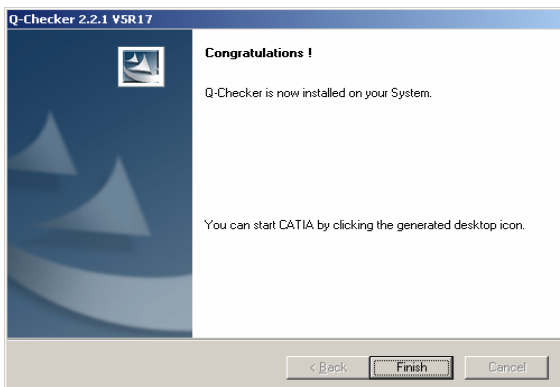 Q-Checker 2.2.1 V5R17
Congratulations !
Q-Checker is now installed on your System.
You can start CATIA by clicking the generated desktop icon.
< Back
Finish
Cancel